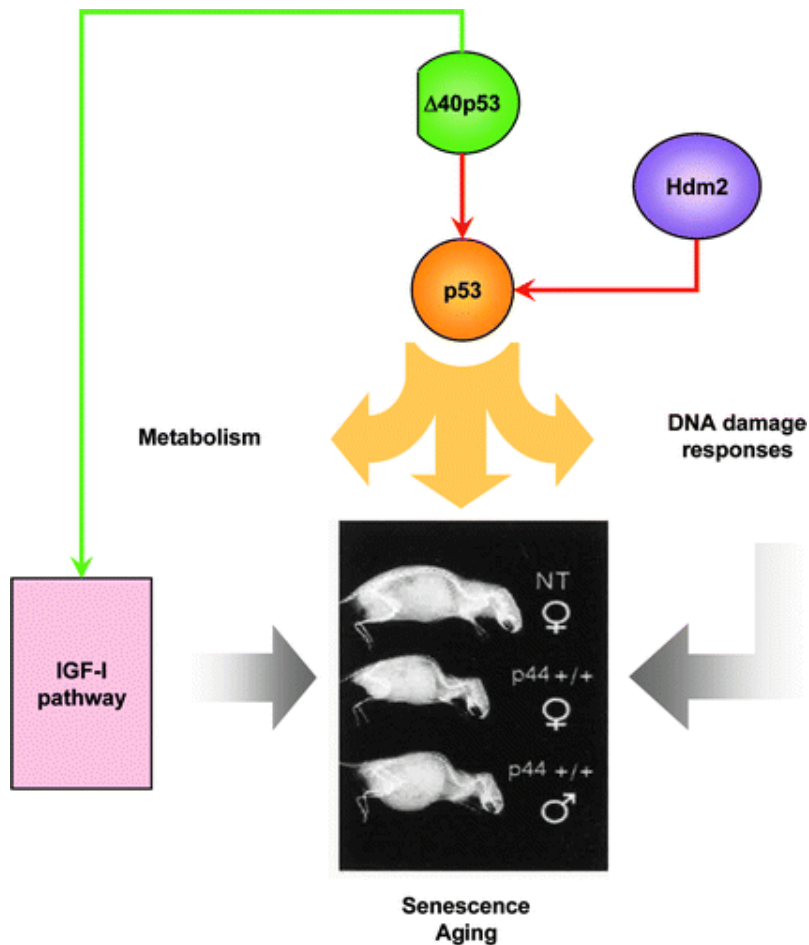 Δ40p53
Hdm2
p53
Metabolism
DNA damage
responses
IGF-I
pathway
NT
♀
p44 +/+
♀
p44 +/+
♂
Senescence
Aging